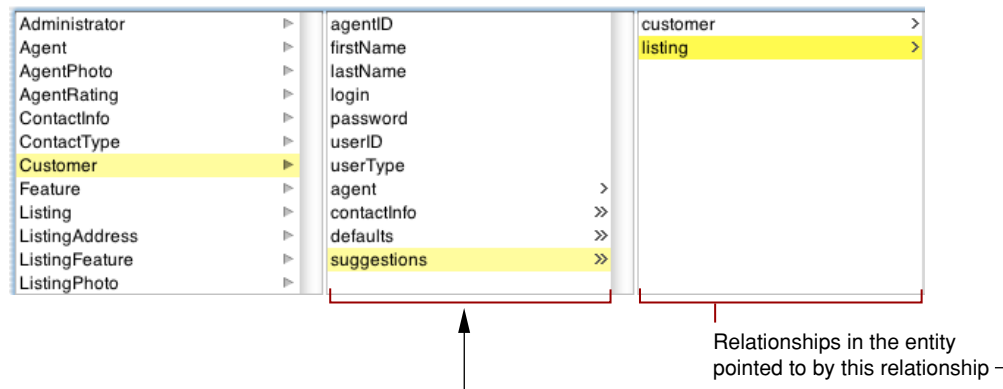 Administrator
Agent
AgentPhoto
AgentRating
ContactInfo
ContactType
Customer
Feature
Listing
ListingAddress
ListingFeature
ListingPhoto
agentID
firstName
lastName
login
password
userID
userType
agent >
contactInfo >>
defaults >>
suggestions >>
customer >
listing >
Relationships in the entity
pointed to by this relationship